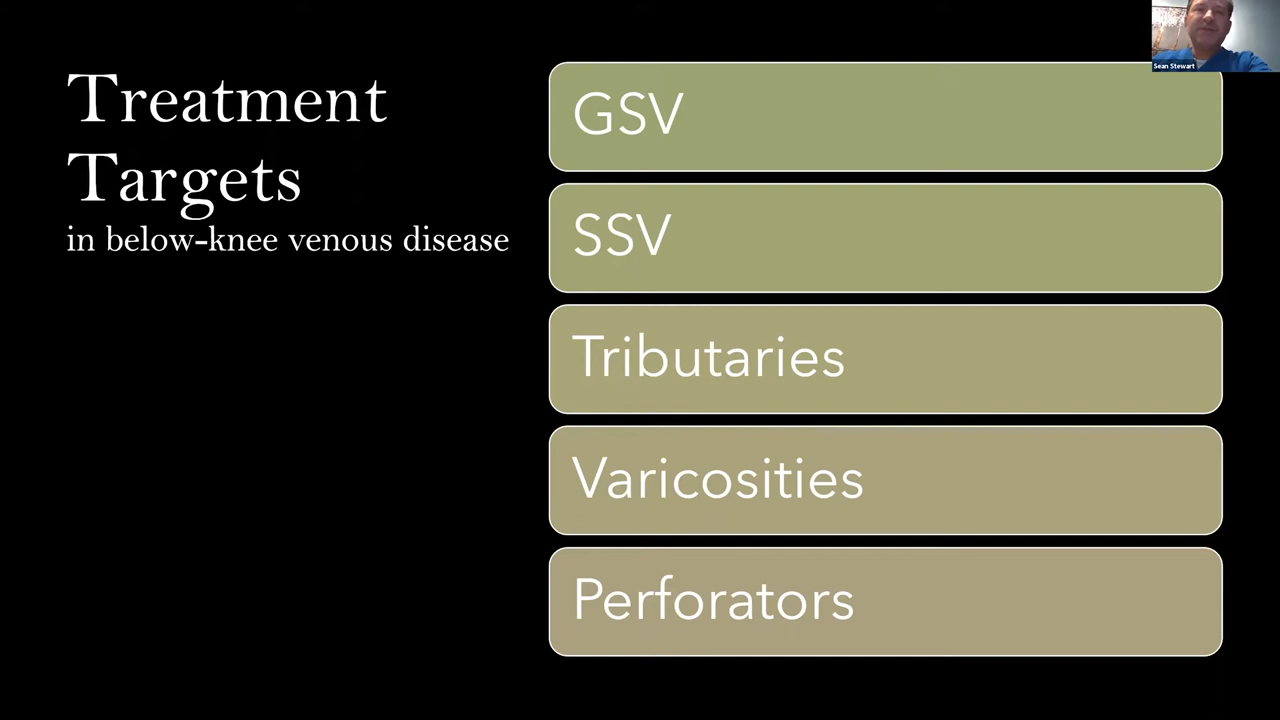 Treatment
Targets
in below-knee venous disease
GSV
SSV
Tributaries
Varicosities
Perforators
Sean Stewart